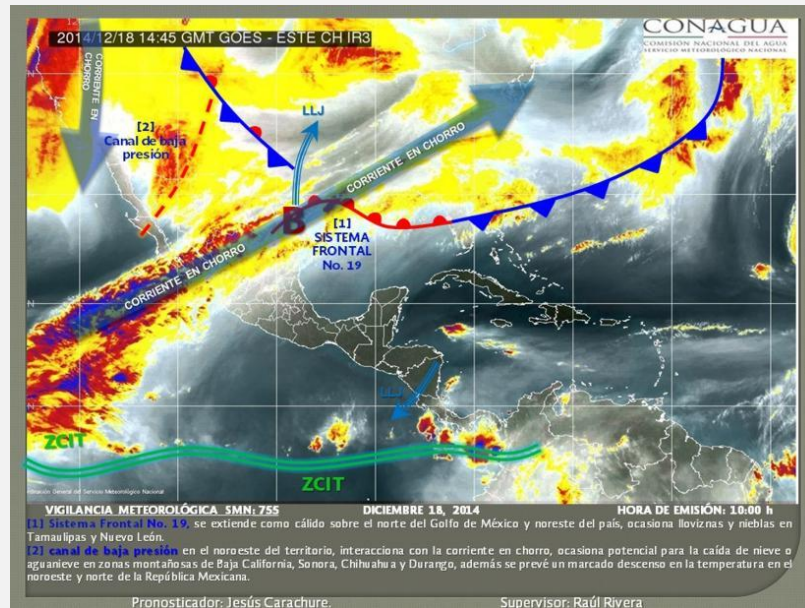 2014/12/18 14:45 GMT GOES - ESTE CH IR3
CONAGUA
COMISIÓN NACIONAL DEL AGUA
SERVICIO METEOROLÓGICO NACIONAL
CORRIENTE EN
CHORRO
[2]
Canal de baja
presión
LLJ
CORRIENTE EN CHORRO
B
[1]
SISTEMA
FRONTAL
No. 19
CORRIENTE EN CHORRO
LLJ
ZCIT
ZCIT
General del Servicio Meteorológico Nacional
VIGILANCIA METEOROLÓGICA SMN: 755 DICIEMBRE 18, 2014 HORA DE EMISIÓN: 10:00 h
[1] Sistema Frontal No. 19, se extiende como cálido sobre el norte del Golfo de México y noreste del país, ocasiona lloviznas y nieblas en
Tamaulipas y Nuevo León.
[2] canal de baja presión en el noroeste del territorio, interacciona con la corriente en chorro, ocasiona potencial para la caída de nieve o
aguanieve en zonas montañosas de Baja California, Sonora, Chihuahua y Durango, además se prevé un marcado descenso en la temperatura en el
noroeste y norte de la República Mexicana.
Pronosticador: Jesús Carachure. Supervisor: Raúl Rivera